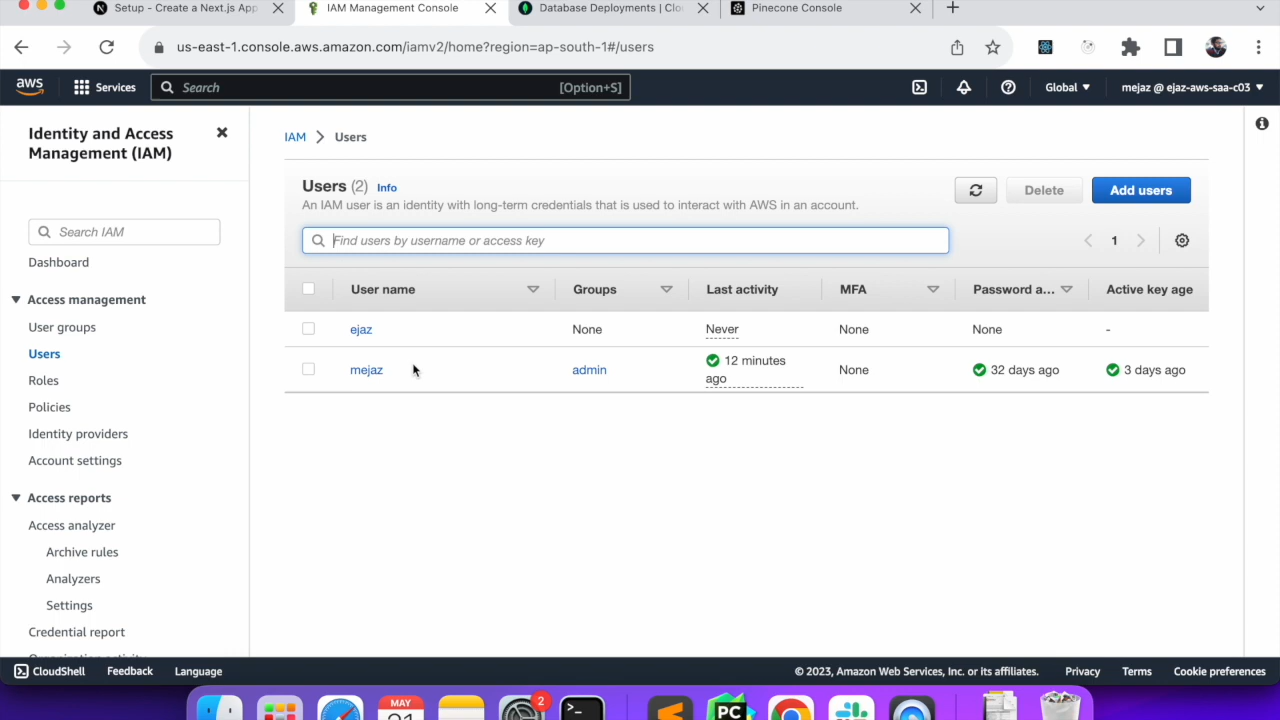 Setup - Create a Next.js App
IAM Management Console
Database Deployments | Clo
Pinecone Console
us-east-1.console.aws.amazon.com/iamv2/home?region=ap-south-1#/users
aws
Services
Search
[Option+S]
Global
mejaz @ ejaz-aws-saa-c03
Identity and Access
Management (IAM)
Search IAM
Dashboard
Access management
User groups
Users
Roles
Policies
Identity providers
Account settings
Access reports
Access analyzer
Archive rules
Analyzers
Settings
Credential report
IAM > Users
Users (2) Info
An IAM user is an identity with long-term credentials that is used to interact with AWS in an account.
Delete
Add users
Find users by username or access key
1
User name
Groups
Last activity
MFA
Password a...
Active key age
ejaz
None
Never
None
None
-
mejaz
admin
12 minutes
ago
None
32 days ago
3 days ago
CloudShell
Feedback
Language
© 2023, Amazon Web Services, Inc. or its affiliates.
Privacy
Terms
Cookie preferences
MAY
2
PC